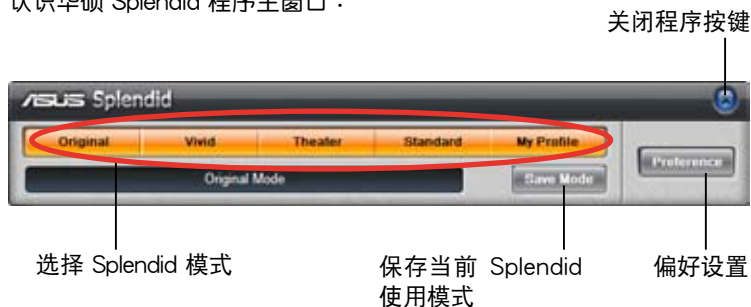 认识华硕 Splendid 程序主窗口：
关闭程序按键
ASUS Splendid
Original Vivid Theater Standard My Profile
Preference
Original Mode Save Mode
选择 Splendid 模式
保存当前 Splendid
使用模式
偏好设置